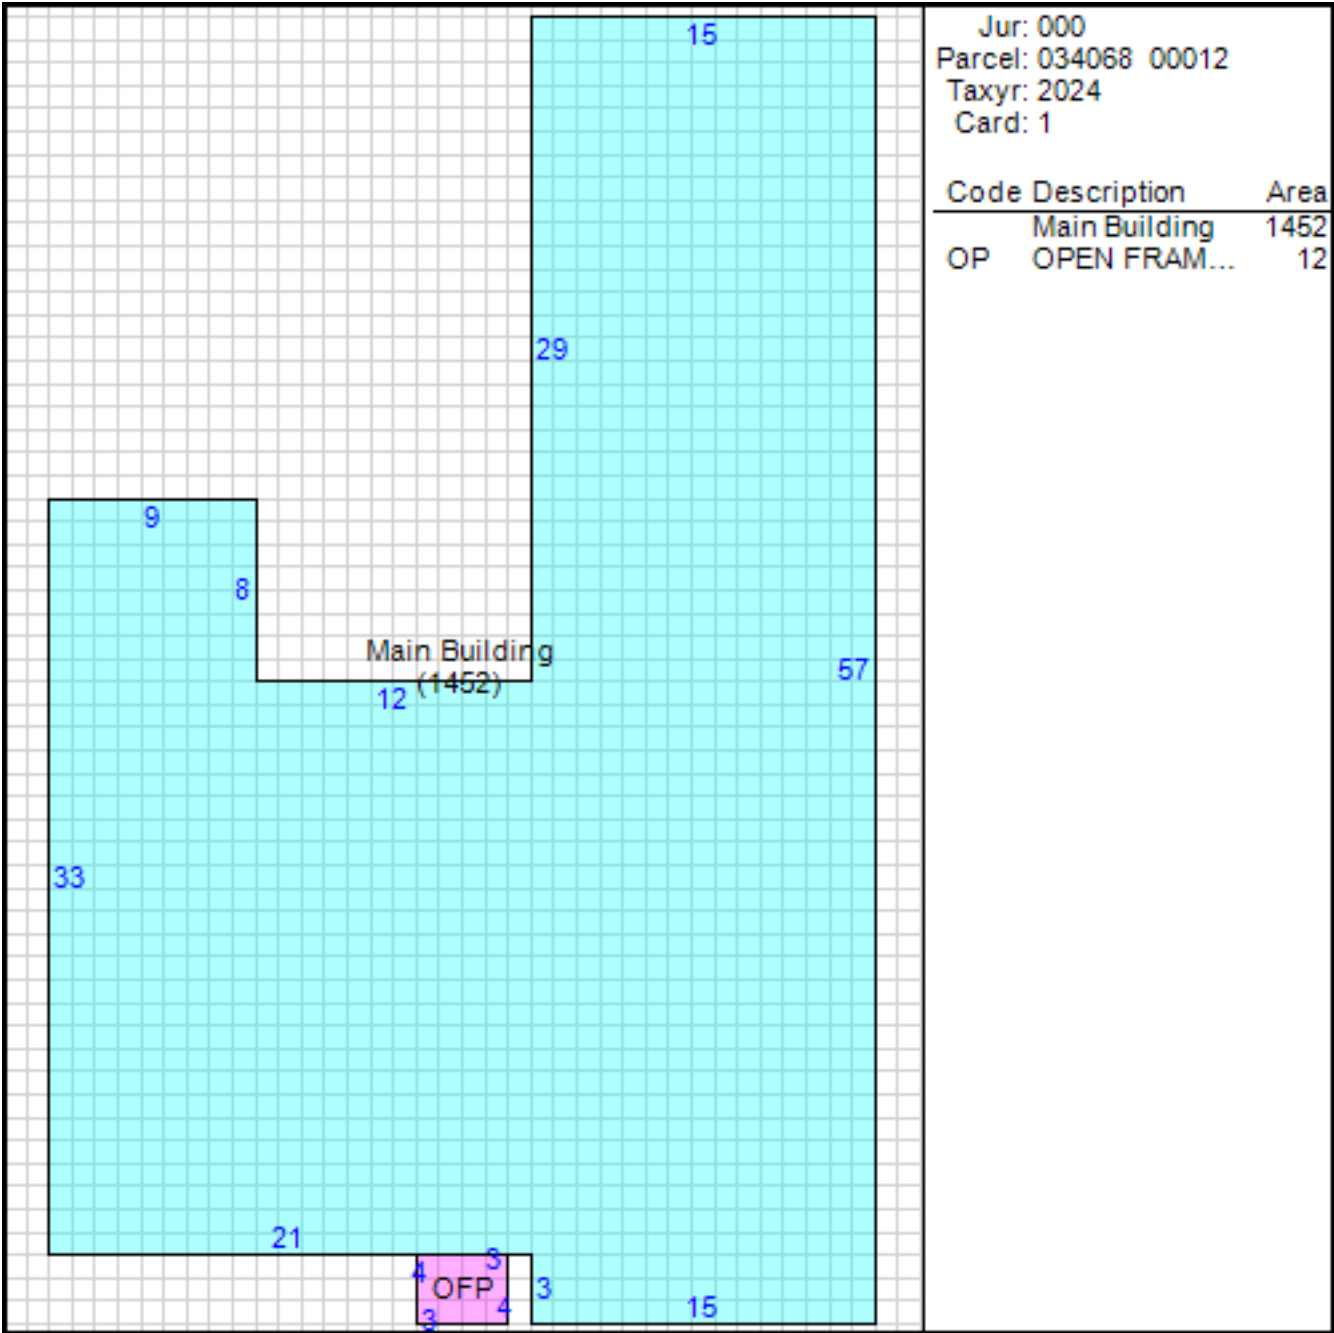 15
29
9
8
Main Building
(1452)
12
57
33
21
4
3
OFP
3
4
3
15
Jur: 000
Parcel: 034068 00012
Taxyr: 2024
Card: 1
Code Description Area
Main Building 1452
OP OPEN FRAM... 12